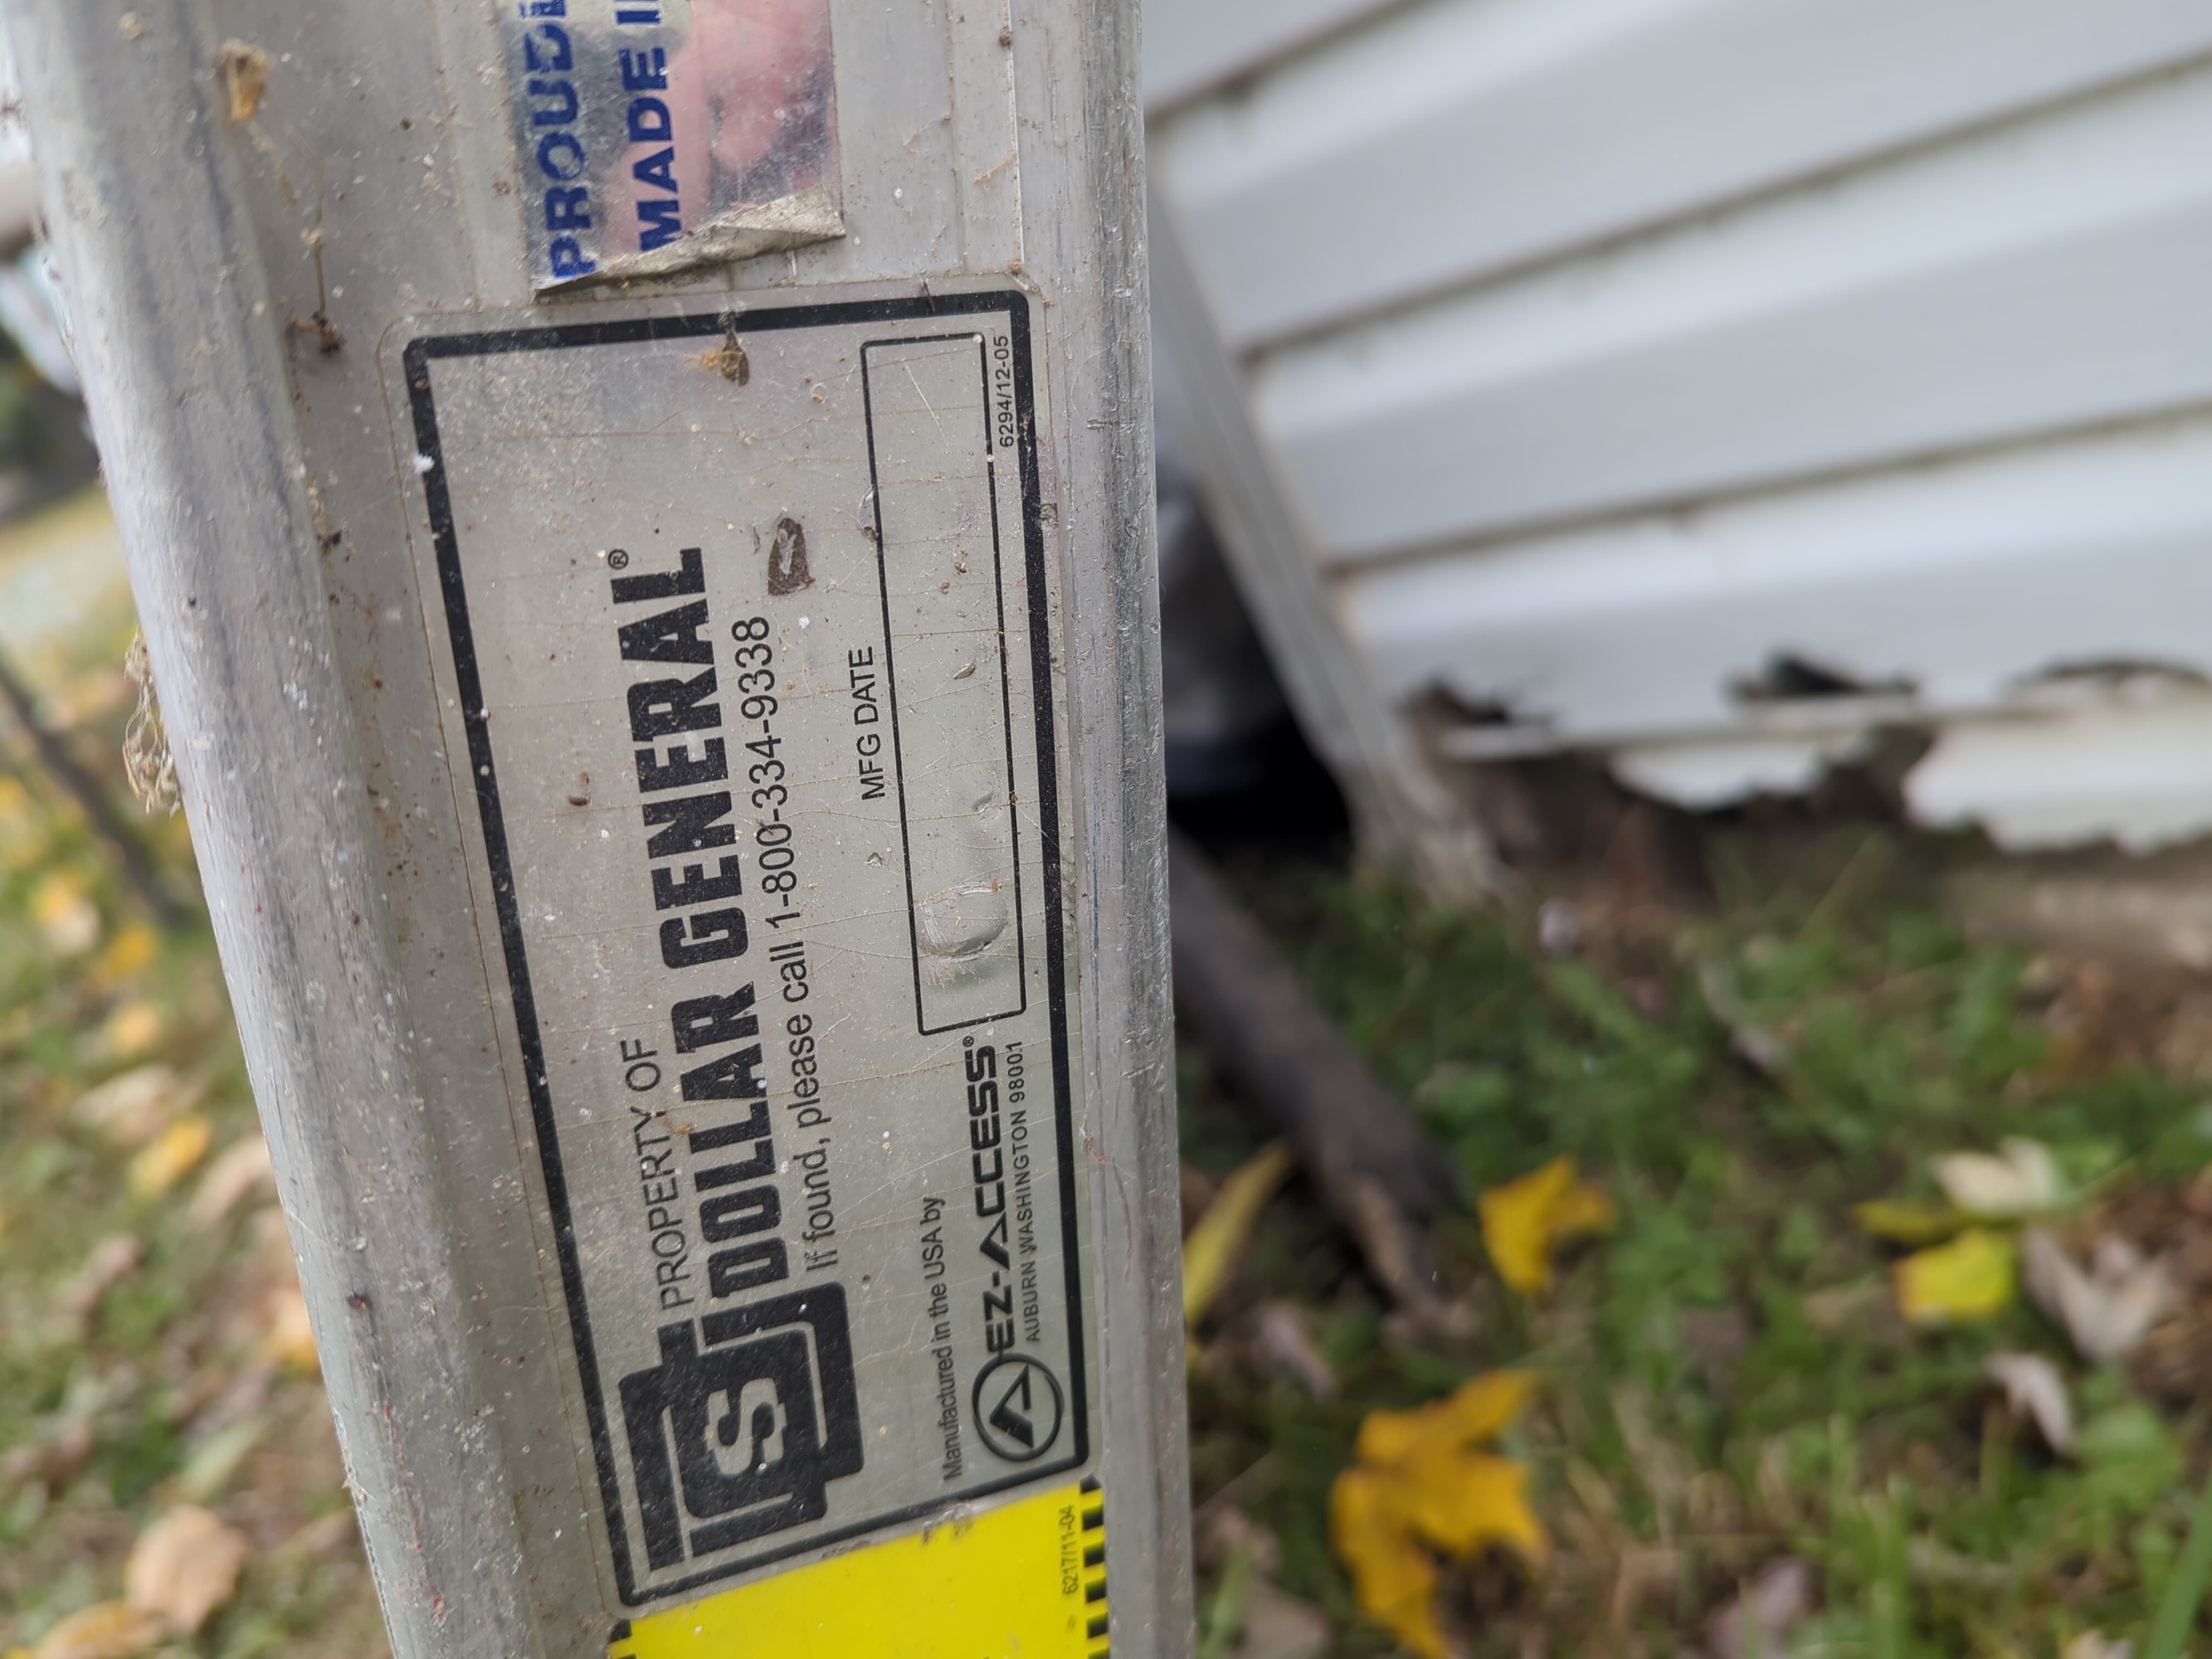 PROUD
MADE I
PROPERTY OF
DOLLAR GENERAL®
If found, please call 1-800-334-9338
MFG DATE
Manufactured in the USA by
EZ-ACCESS®
AUBURN WASHINGTON 98001
6294/12-05
6217/11-04